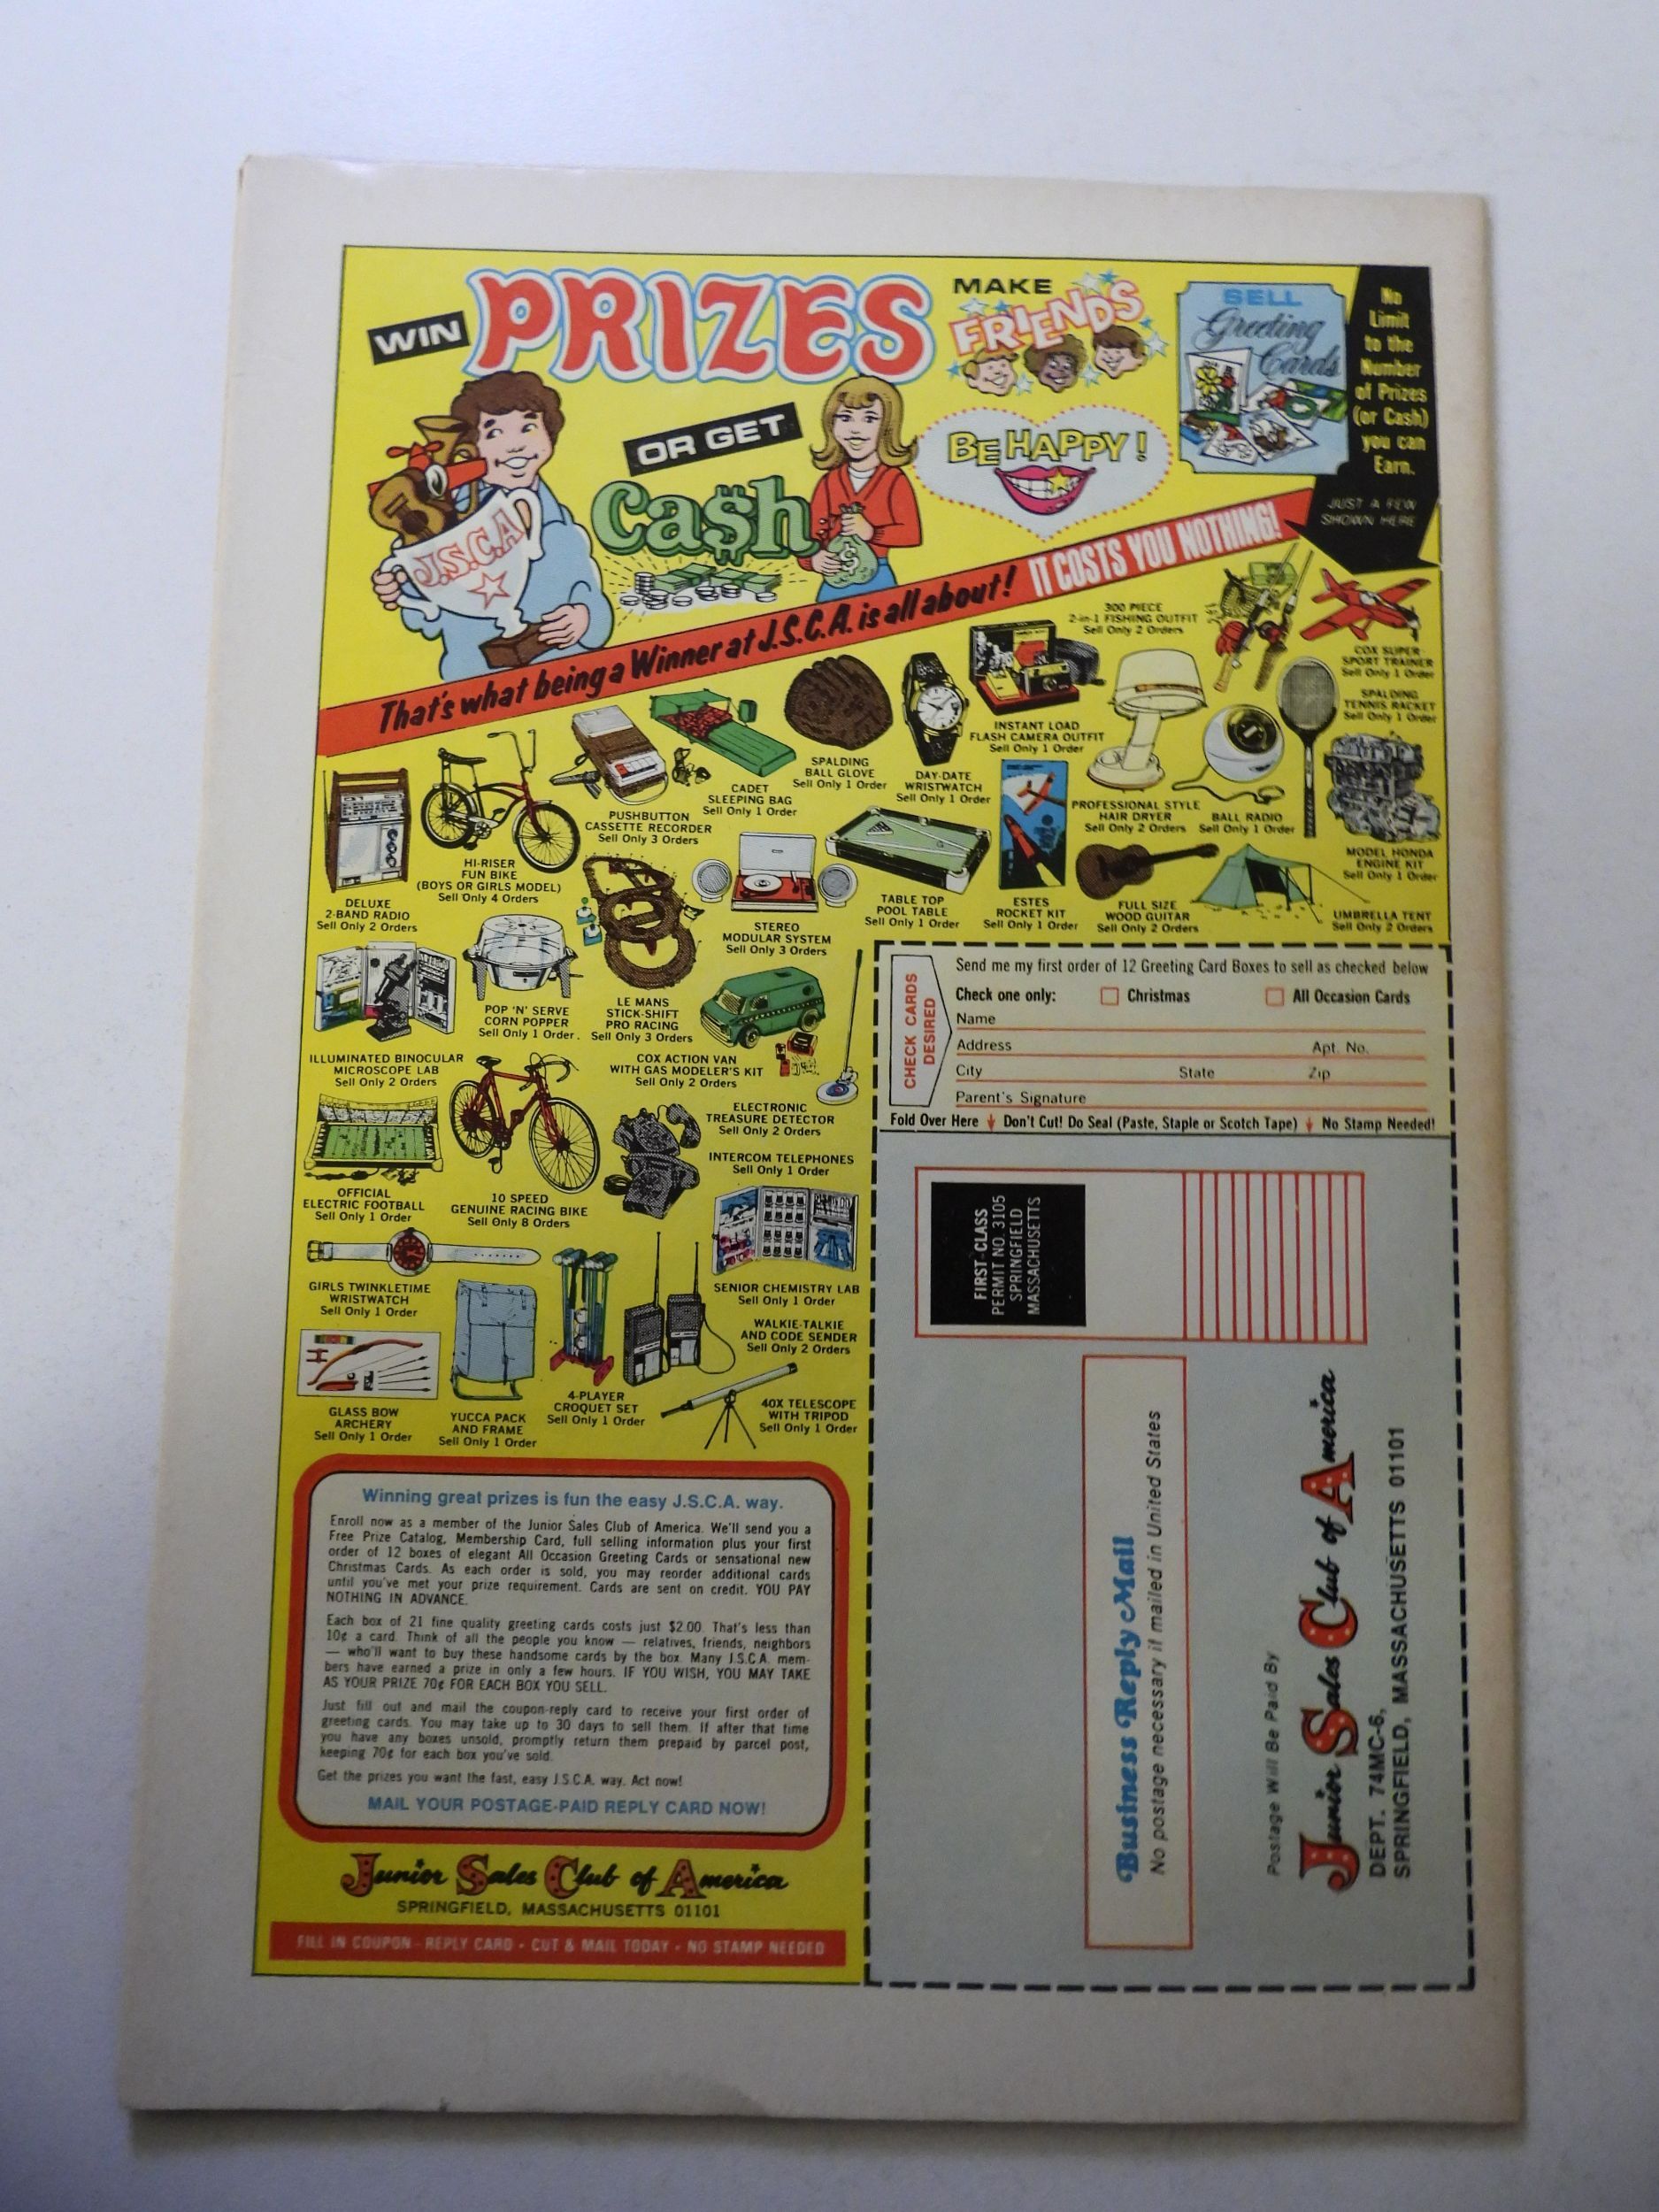 WIN PRIZES
MAKE
FRIENDS
SELL
Greeting
Cards
No
Limit
to the
Number
of Prizes
(or Cash)
you can
Earn.
JUST A FEW
SHOWN HERE
OR GET
Ca$h
BE HAPPY!
J.S.C.A
$
That's what being a Winner at J.S.C.A. is all about! IT COSTS YOU NOTHING!
300 PIECE
2-in-1 FISHING OUTFIT
Sell Only 2 Orders
COX SUPER
SPORT TRAINER
Sell Only 1 Order
SPALDING
TENNIS RACKET
Sell Only 1 Order
INSTANT LOAD
FLASH CAMERA OUTFIT
Sell Only 1 Order
SPALDING
BALL GLOVE
Sell Only 1 Order
DAY-DATE
WRISTWATCH
Sell Only 1 Order
CADET
SLEEPING BAG
Sell Only 1 Order
PUSHBUTTON
CASSETTE RECORDER
Sell Only 3 Orders
PROFESSIONAL STYLE
HAIR DRYER
Sell Only 2 Orders
BALL RADIO
Sell Only 1 Order
MODEL HONDA
ENGINE KIT
Sell Only 1 Order
HI-RISER
FUN BIKE
(BOYS OR GIRLS MODEL)
Sell Only 4 Orders
DELUXE
2-BAND RADIO
Sell Only 2 Orders
STEREO
MODULAR SYSTEM
Sell Only 3 Orders
TABLE TOP
POOL TABLE
Sell Only 1 Order
ESTES
ROCKET KIT
Sell Only 1 Order
FULL SIZE
WOOD GUITAR
Sell Only 2 Orders
UMBRELLA TENT
Sell Only 2 Orders
POP 'N' SERVE
CORN POPPER
Sell Only 1 Order.
LE MANS
STICK-SHIFT
PRO RACING
Sell Only 3 Orders
ILLUMINATED BINOCULAR
MICROSCOPE LAB
Sell Only 2 Orders
COX ACTION VAN
WITH GAS MODELER'S KIT
Sell Only 2 Orders
ELECTRONIC
TREASURE DETECTOR
Sell Only 2 Orders
INTERCOM TELEPHONES
Sell Only 1 Order
OFFICIAL
ELECTRIC FOOTBALL
Sell Only 1 Order
10 SPEED
GENUINE RACING BIKE
Sell Only 8 Orders
GIRLS TWINKLETIME
WRISTWATCH
Sell Only 1 Order
SENIOR CHEMISTRY LAB
Sell Only 1 Order
WALKIE-TALKIE
AND CODE SENDER
Sell Only 2 Orders
GLASS BOW
ARCHERY
Sell Only 1 Order
YUCCA PACK
AND FRAME
Sell Only 1 Order
4-PLAYER
CROQUET SET
Sell Only 1 Order
40X TELESCOPE
WITH TRIPOD
Sell Only 1 Order
Winning great prizes is fun the easy J.S.C.A. way.
Enroll now as a member of the Junior Sales Club of America. We'll send you a
Free Prize Catalog, Membership Card, full selling information plus your first
order of 12 boxes of elegant All Occasion Greeting Cards or sensational new
Christmas Cards. As each order is sold, you may reorder additional cards
until you've met your prize requirement. Cards are sent on credit. YOU PAY
NOTHING IN ADVANCE.
Each box of 21 fine quality greeting cards costs just $2.00. That's less than
10¢ a card. Think of all the people you know — relatives, friends, neighbors
— who'll want to buy these handsome cards by the box. Many J.S.C.A. mem-
bers have earned a prize in only a few hours. IF YOU WISH, YOU MAY TAKE
AS YOUR PRIZE 70¢ FOR EACH BOX YOU SELL.
Just fill out and mail the coupon-reply card to receive your first order of
greeting cards. You may take up to 30 days to sell them. If after that time
you have any boxes unsold, promptly return them prepaid by parcel post,
keeping 70¢ for each box you've sold.
Get the prizes you want the fast, easy J.S.C.A. way. Act now!
MAIL YOUR POSTAGE-PAID REPLY CARD NOW!
Junior Sales Club of America
SPRINGFIELD, MASSACHUSETTS 01101
FILL IN COUPON - REPLY CARD - CUT & MAIL TODAY - NO STAMP NEEDED
CHECK CARDS
DESIRED
Send me my first order of 12 Greeting Card Boxes to sell as checked below
Check one only: Christmas All Occasion Cards
Name
Address Apt. No.
City State Zip
Parent's Signature
Fold Over Here Don't Cut! Do Seal (Paste, Staple or Scotch Tape) No Stamp Needed!
FIRST-CLASS
PERMIT NO. 3105
SPRINGFIELD
MASSACHUSETTS
Business Reply Mail
No postage necessary if mailed in United States
Postage Will Be Paid By
Junior Sales Club of America
DEPT. 74MC-6,
SPRINGFIELD, MASSACHUSETTS 01101